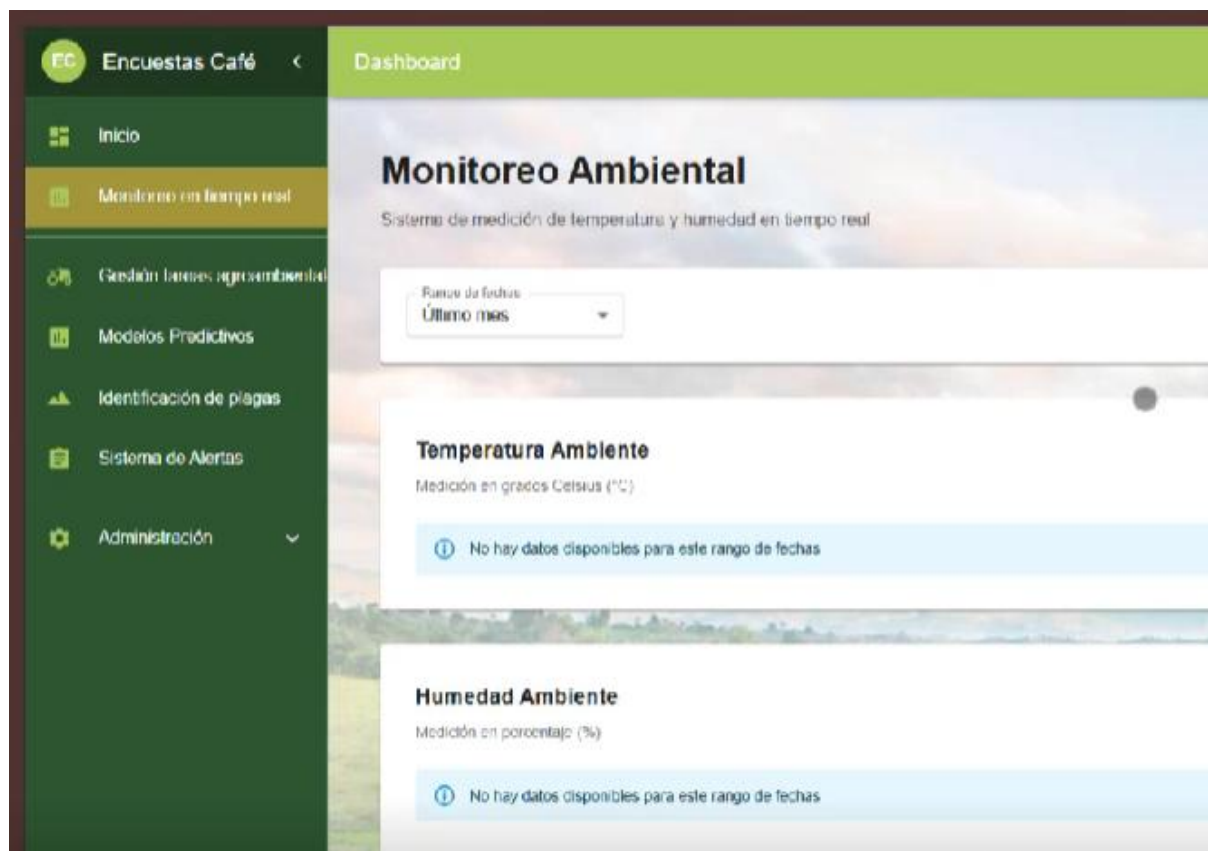 EC Encuestas Café
Dashboard
Inicio
Monitoreo en tiempo real
Gestión tareas agroambiental
Modelos Predictivos
Identificación de plagas
Sistema de Alertas
Administración
Monitoreo Ambiental
Sistema de medición de temperatura y humedad en tiempo real
Rango de fechas
Último mes
Temperatura Ambiente
Medición en grados Celsius (°C)
No hay datos disponibles para este rango de fechas
Humedad Ambiente
Medición en porcentaje (%)
No hay datos disponibles para este rango de fechas